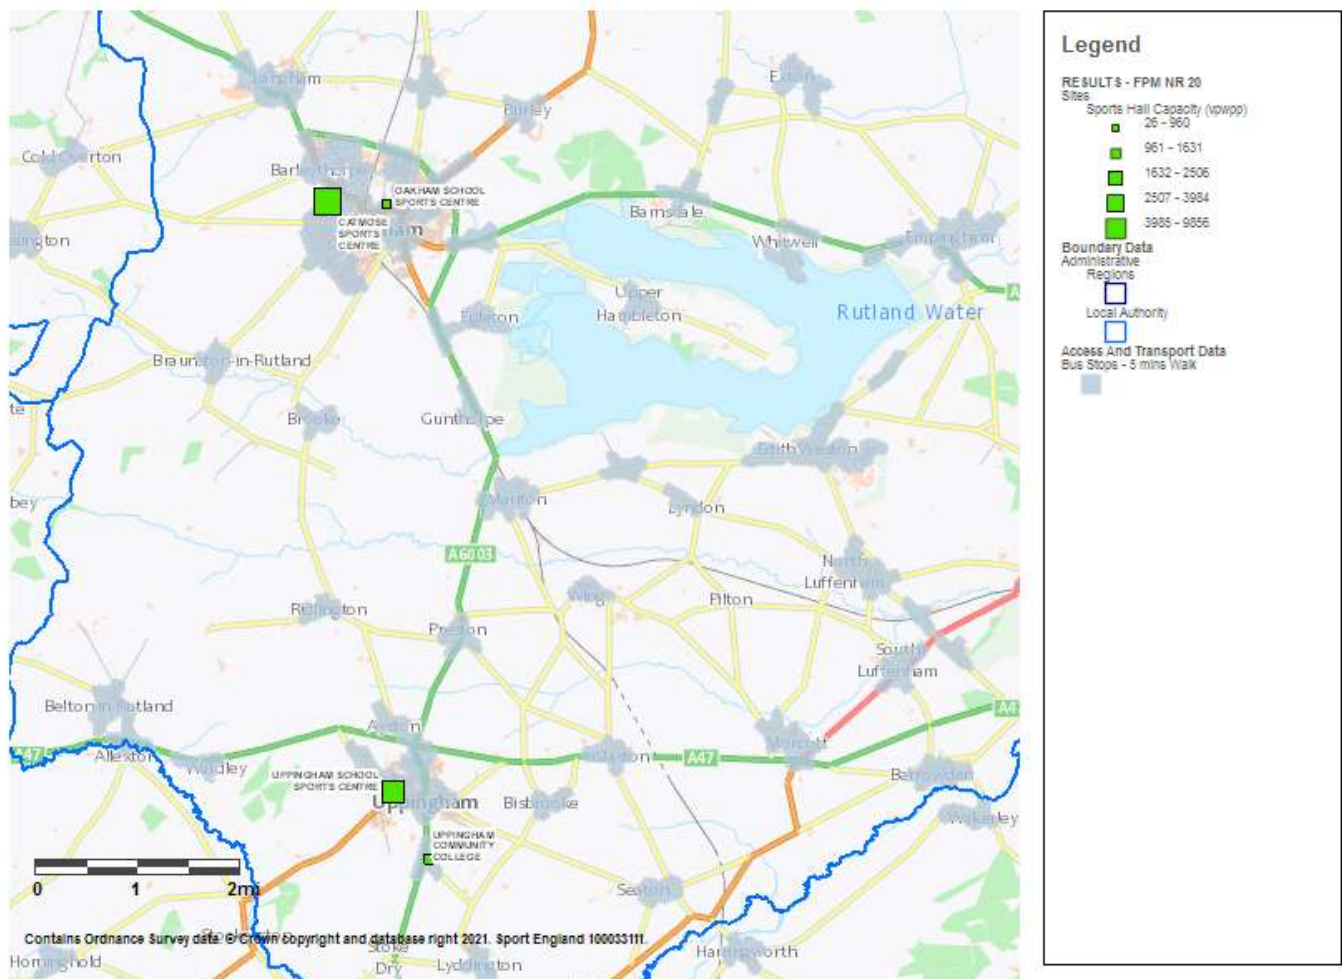 Langham
Exton
Burley
Cold Overton
Barleythorpe
OAKHAM SCHOOL
SPORTS CENTRE
CATMOSE
SPORTS
CENTRE
Barnsdale
Whitwell
Empingham
Upper
Hambleton
Rutland Water
Egleton
Braunston-in-Rutland
Brooke
Gunthorpe
Edith Weston
Manton
Lyndon
A6003
North
Luffenham
Wing
Pilton
Ridlington
Preston
South
Luffenham
Belton-in-Rutland
Ayston
A47
Allexton
Wardley
Glaston
A47
Morcott
Barrowden
UPPINGHAM SCHOOL
SPORTS CENTRE
Uppingham
Bisbrooke
Wakerley
UPPINGHAM
COMMUNITY
COLLEGE
0 1 2mi
Seaton
Contains Ordnance Survey data © Crown copyright and database right 2021. Sport England 100033111.
Stoke
Dry
Lyddington
Harringworth
Horninghold
Legend
RESULTS - FPM NR 20
Sites
Sports Hall Capacity (vpwpp)
26 - 960
961 - 1631
1632 - 2506
2507 - 3984
3985 - 9856
Boundary Data
Administrative
Regions
Local Authority
Access And Transport Data
Bus Stops - 5 mins Walk